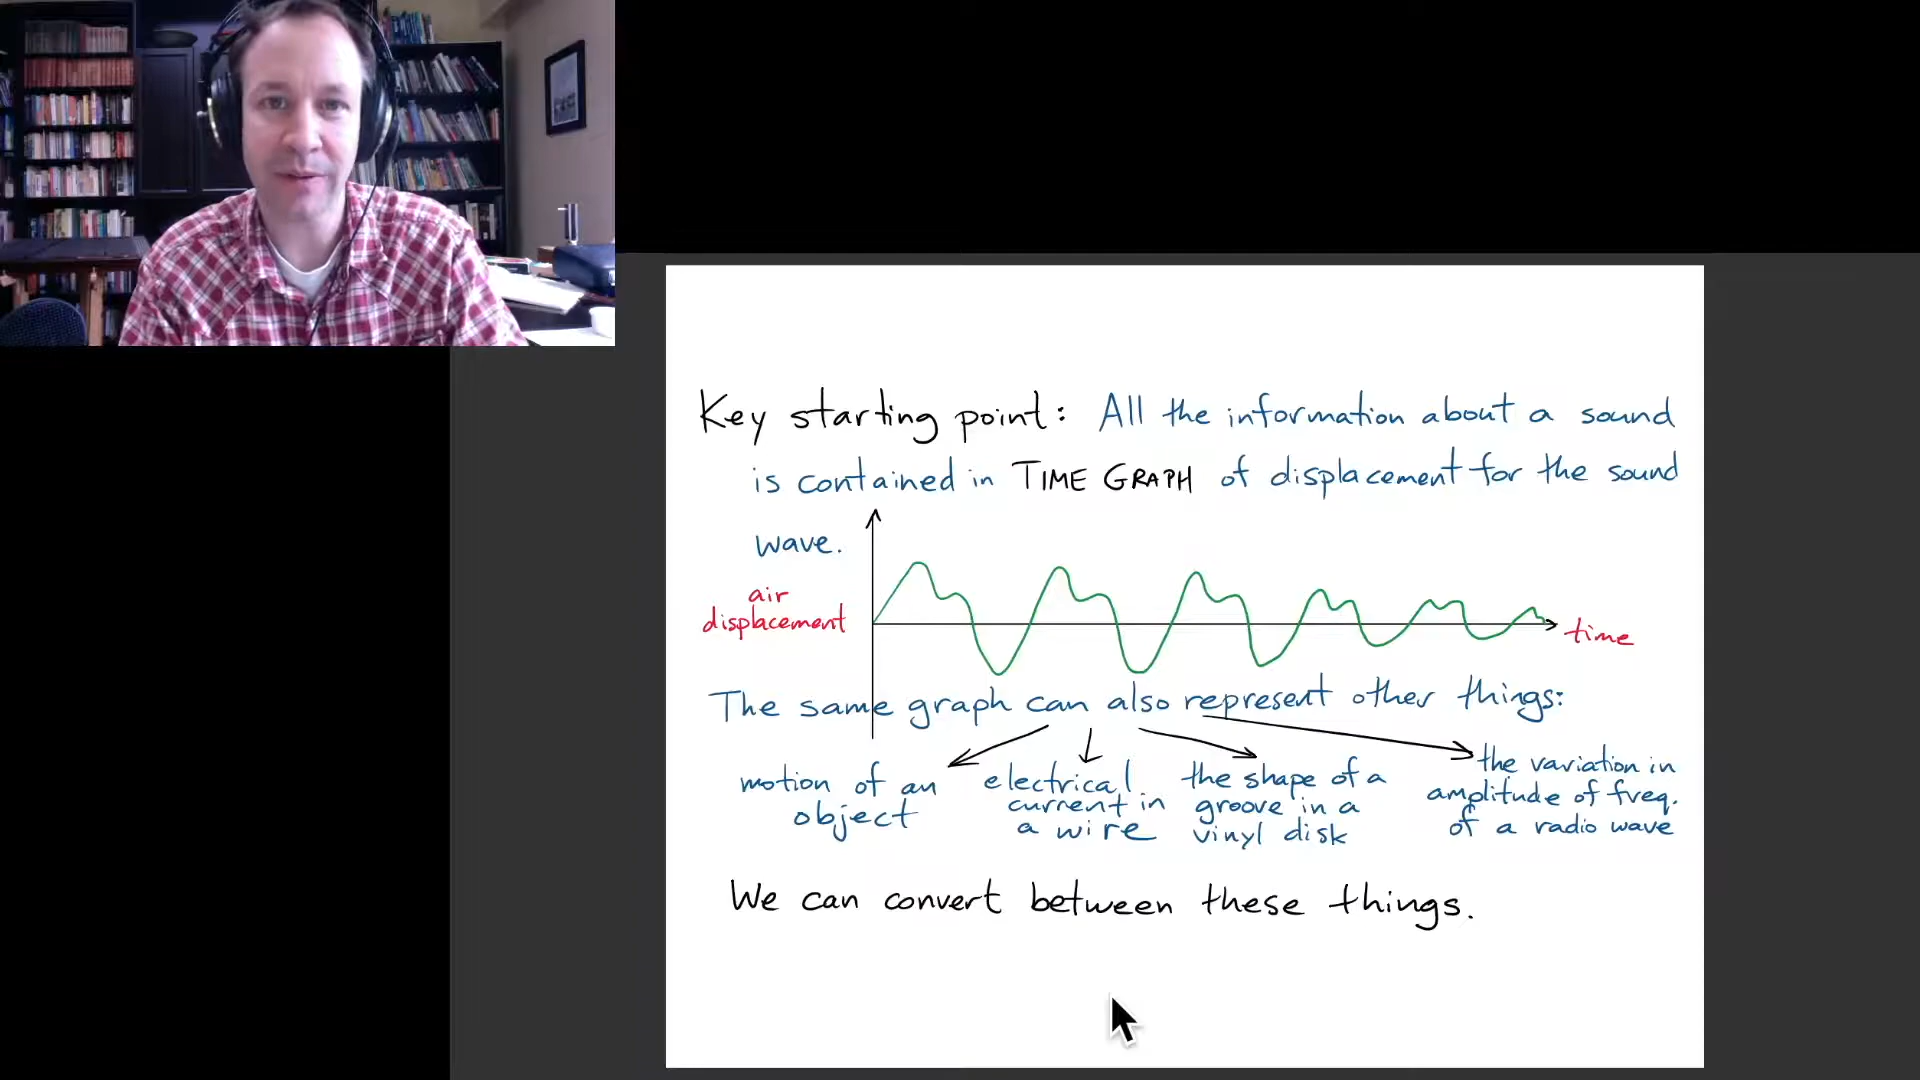 Key starting point: All the information about a sound
is contained in TIME GRAPH of displacement for the sound
wave.
air
displacement
time
The same graph can also represent other things:
motion of an
object
electrical
current in
a wire
the shape of a
groove in a
vinyl disk
the variation in
amplitude of freq.
of a radio wave
We can convert between these things.